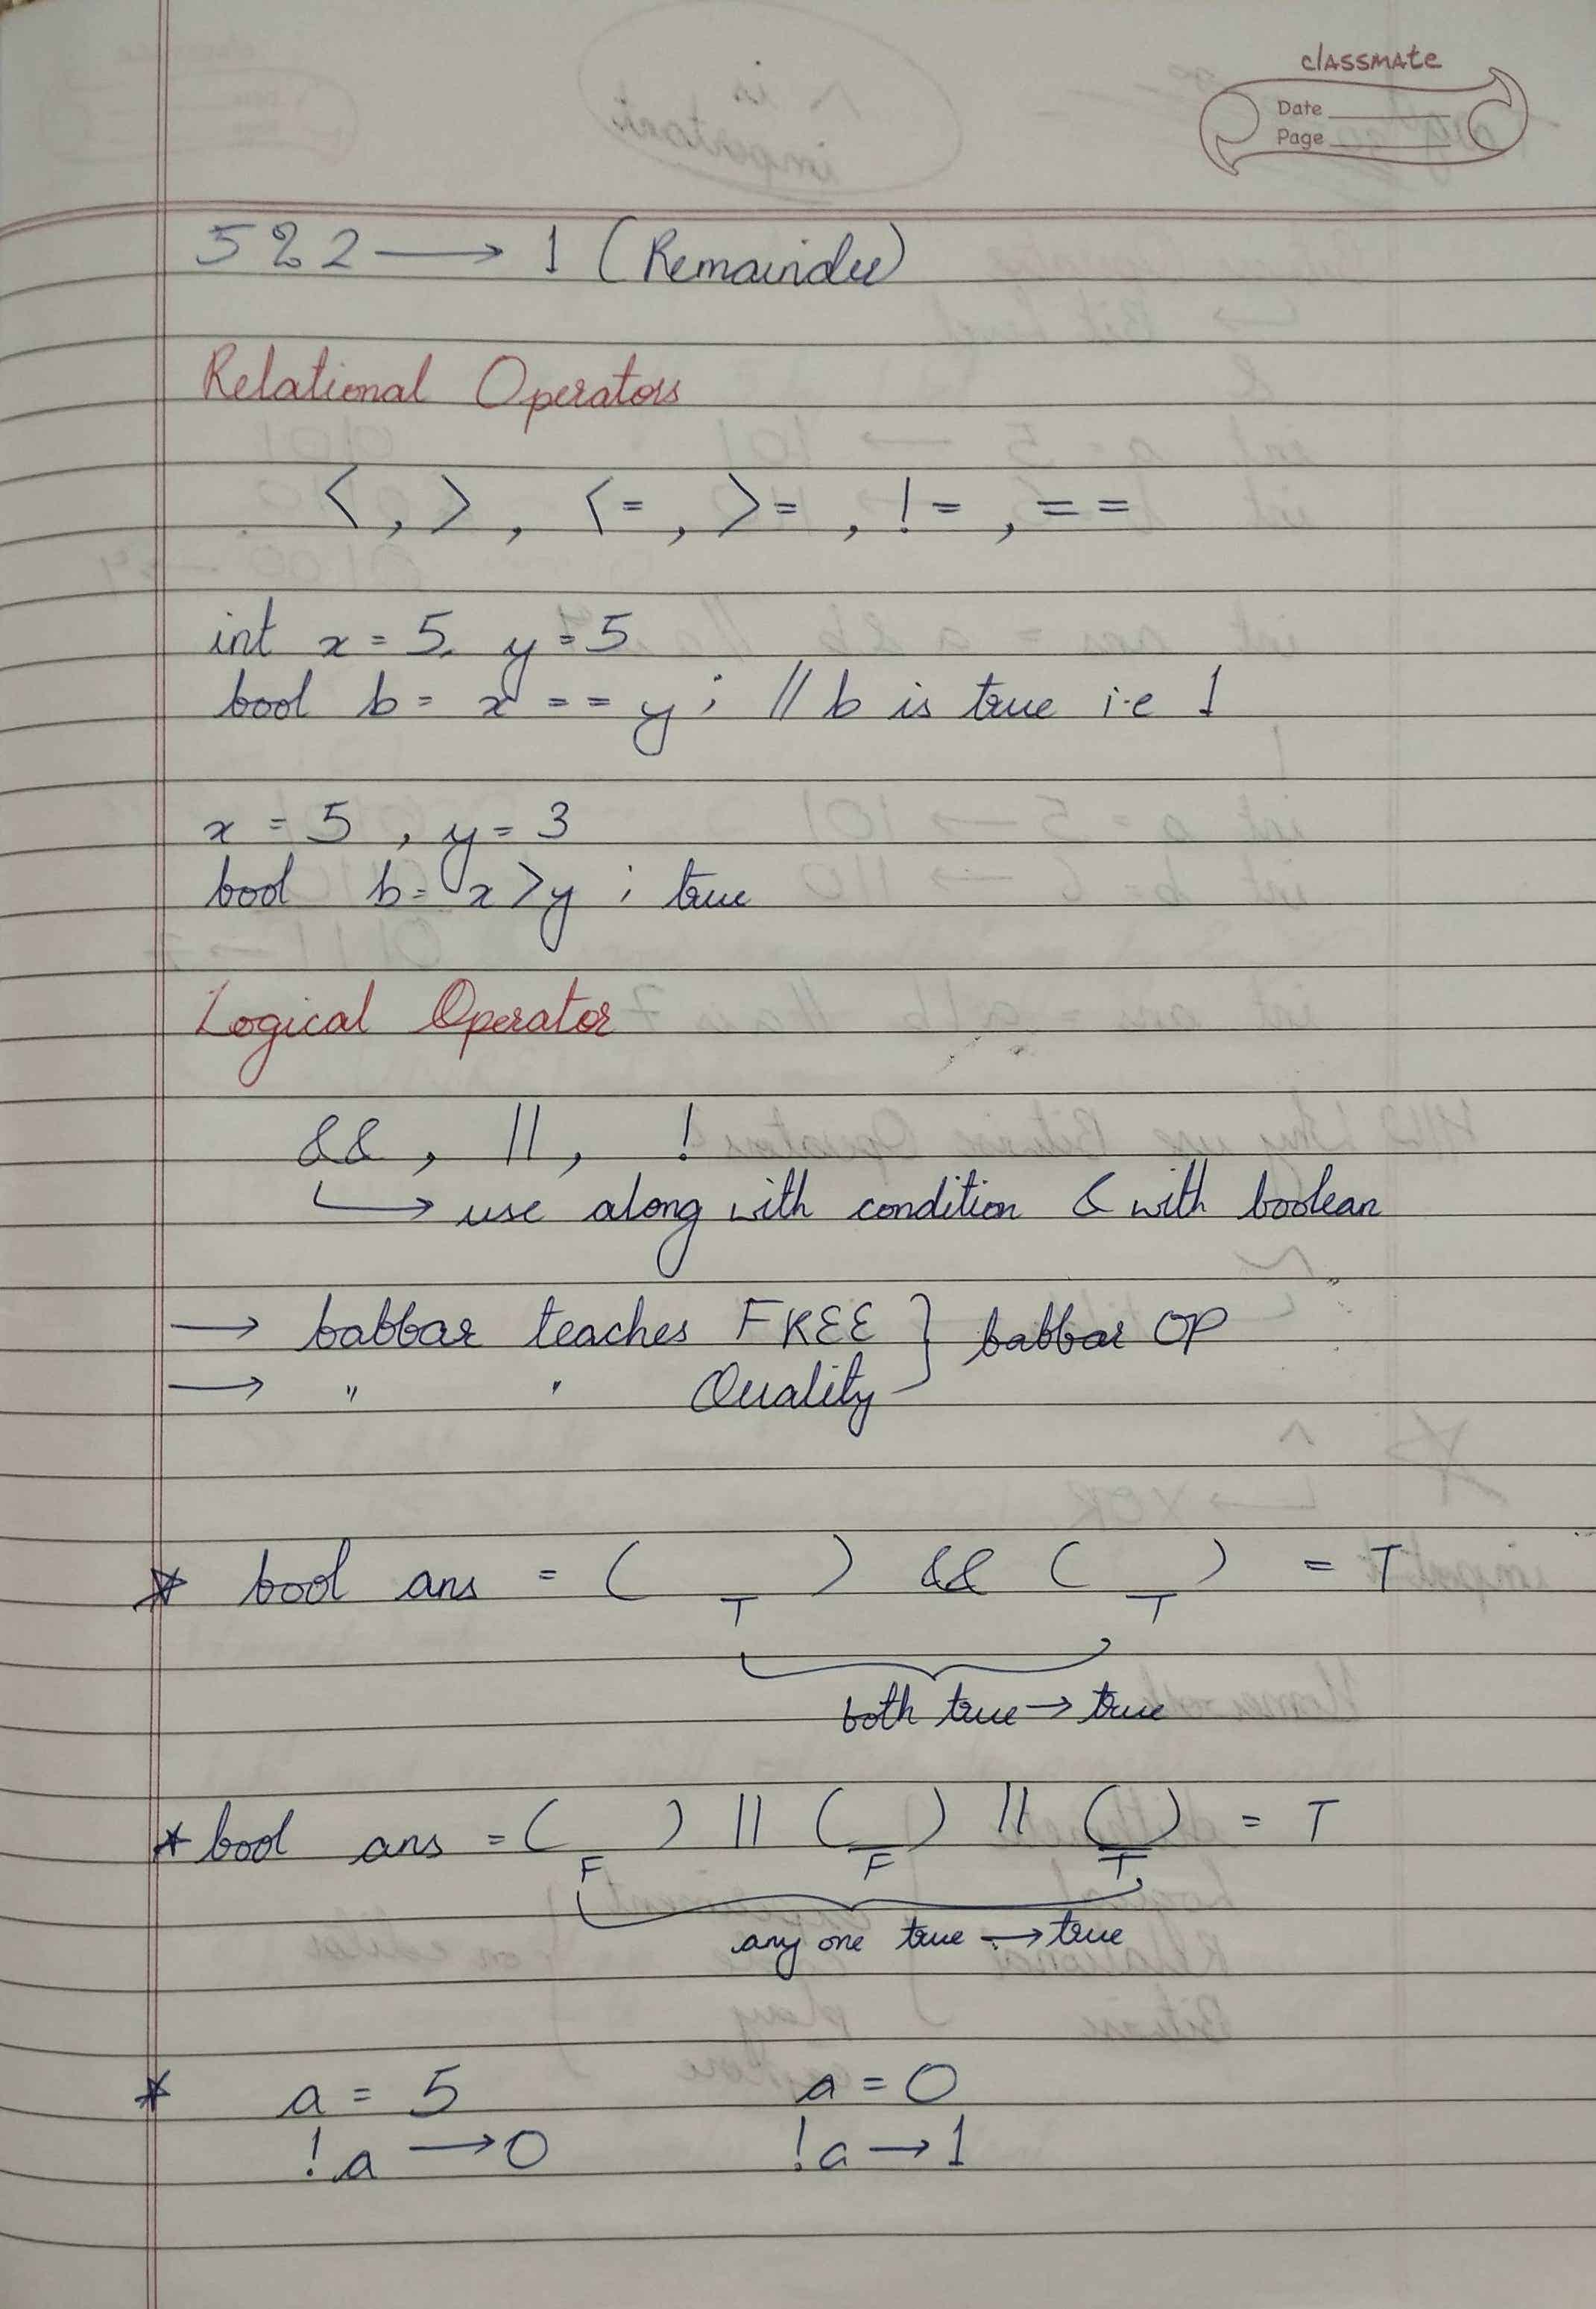 classmate
Date
Page
5 % 2 → 1 (Remainder)
Relational Operators
<, >, <=, >=, !=, ==
int x = 5, y = 5
bool b = x == y; // b is true i.e 1
x = 5, y = 3
bool b = x > y; true
Logical Operator
&&, ||, !
↳ use along with condition & with boolean
→ babbar teaches FREE } babbar OP
→ " " Quality
* bool ans = ( T ) && ( T ) = T
both true → true
* bool ans = ( F ) || ( F ) || ( T ) = T
any one true → true
* a = 5 a = 0
!a → 0 !a → 1